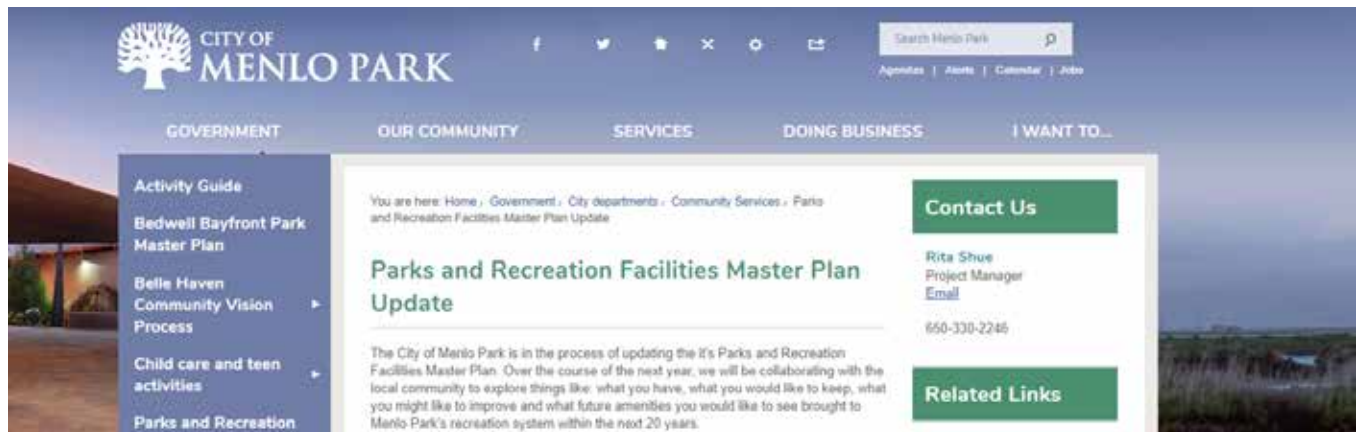 CITY OF
MENLO PARK
Search Menlo Park
Agendas | Alerts | Calendar | Jobs
GOVERNMENT
OUR COMMUNITY
SERVICES
DOING BUSINESS
I WANT TO...
Activity Guide
Bedwell Bayfront Park
Master Plan
Belle Haven
Community Vision
Process
Child care and teen
activities
Parks and Recreation
You are here: Home › Government › City departments › Community Services › Parks
and Recreation Facilities Master Plan Update
Parks and Recreation Facilities Master Plan
Update
The City of Menlo Park is in the process of updating the it's Parks and Recreation
Facilities Master Plan. Over the course of the next year, we will be collaborating with the
local community to explore things like: what you have, what you would like to keep, what
you might like to improve and what future amenities you would like to see brought to
Menlo Park's recreation system within the next 20 years.
Contact Us
Rita Shue
Project Manager
Email
650-330-2246
Related Links